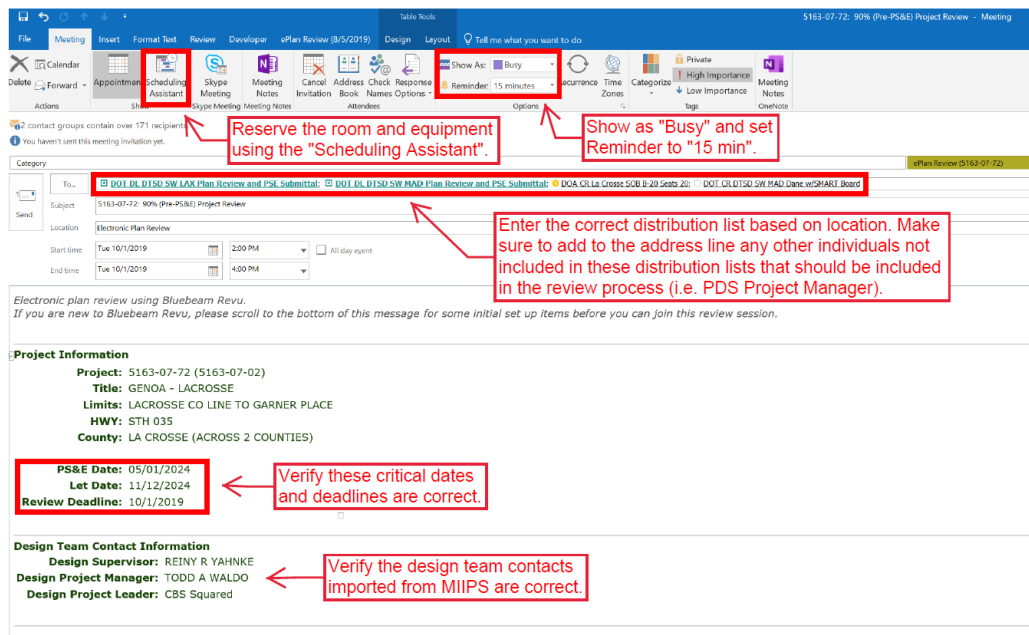 Table Tools
5163-07-72: 90% (Pre-PS&E) Project Review - Meeting
File Meeting Insert Format Text Review Developer ePlan Review (8/5/2019) Design Layout Tell me what you want to do
Delete
Calendar
Forward
Actions
Appointment
Scheduling Assistant
Show
Skype Meeting
Skype Meeting
Meeting Notes
Meeting Notes
Cancel Invitation
Address Book
Check Names
Response Options
Attendees
Show As: Busy
Reminder: 15 minutes
ecurrence
Time Zones
Options
Categorize
Private
High Importance
Low Importance
Tags
Meeting Notes
OneNote
2 contact groups contain over 171 recipients
You haven't sent this meeting invitation yet.
Reserve the room and equipment
using the "Scheduling Assistant".
Show as "Busy" and set
Reminder to "15 min".
Category
ePlan Review (5163-07-72)
Send
To...
DOT DL DTSD SW LAX Plan Review and PSE Submittal; DOT DL DTSD SW MAD Plan Review and PSE Submittal; DOA CR La Crosse SOB B-20 Seats 20; DOT CR DTSD SW MAD Dane w/SMART Board
Subject 5163-07-72: 90% (Pre-PS&E) Project Review
Location Electronic Plan Review
Start time Tue 10/1/2019 2:00 PM All day event
End time Tue 10/1/2019 4:00 PM
Enter the correct distribution list based on location. Make
sure to add to the address line any other individuals not
included in these distribution lists that should be included
in the review process (i.e. PDS Project Manager).
Electronic plan review using Bluebeam Revu.
If you are new to Bluebeam Revu, please scroll to the bottom of this message for some initial set up items before you can join this review session.
Project Information
Project: 5163-07-72 (5163-07-02)
Title: GENOA - LACROSSE
Limits: LACROSSE CO LINE TO GARNER PLACE
HWY: STH 035
County: LA CROSSE (ACROSS 2 COUNTIES)
PS&E Date: 05/01/2024
Let Date: 11/12/2024
Review Deadline: 10/1/2019
Verify these critical dates
and deadlines are correct.
Design Team Contact Information
Design Supervisor: REINY R YAHNKE
Design Project Manager: TODD A WALDO
Design Project Leader: CBS Squared
Verify the design team contacts
imported from MIIPS are correct.